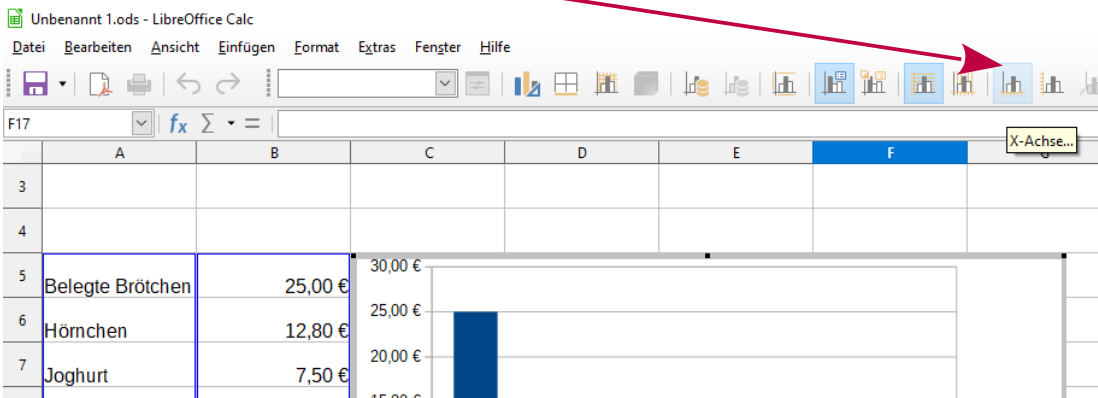 Unbenannt 1.ods - LibreOffice Calc
Datei Bearbeiten Ansicht Einfügen Format Extras Fenster Hilfe
F17 fx Σ =
X-Achse...
A B C D E F
3
4
5 Belegte Brötchen 25,00 € 30,00 €
25,00 €
6 Hörnchen 12,80 €
20,00 €
7 Joghurt 7,50 €